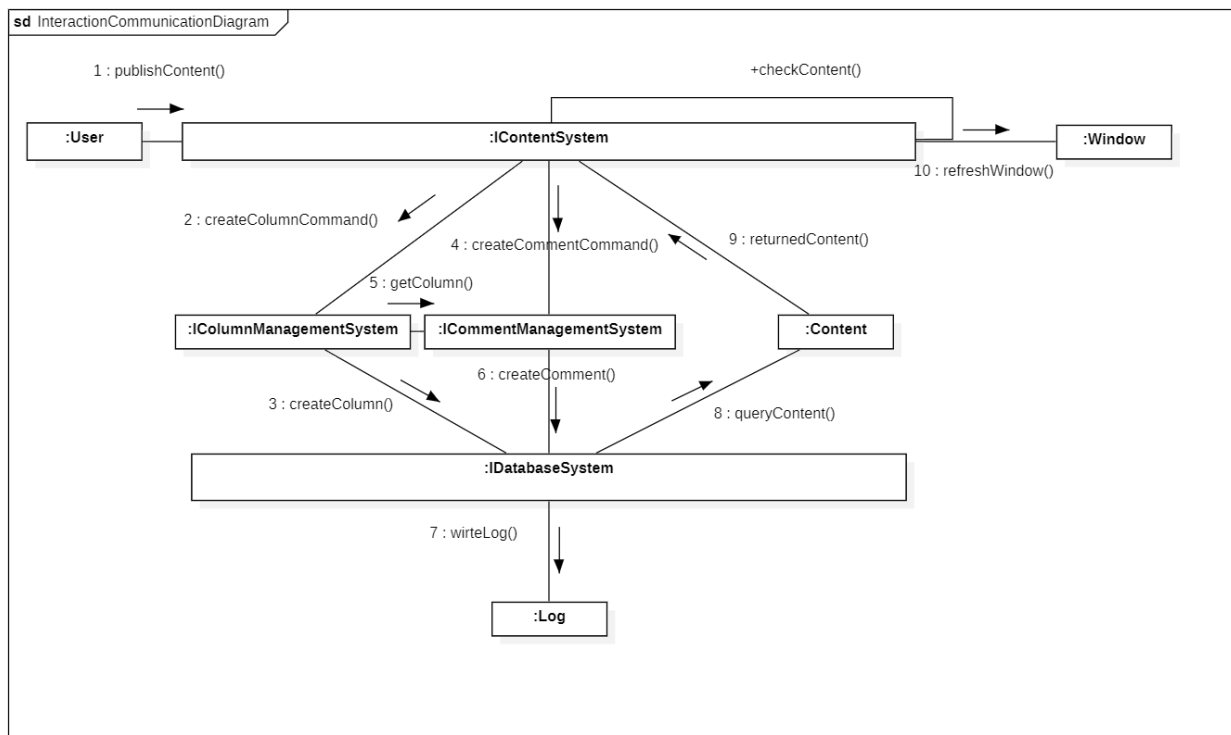 sd InteractionCommunicationDiagram
1 : publishContent()
+checkContent()
:User
:IContentSystem
:Window
10 : refreshWindow()
2 : createColumnCommand()
4 : createCommentCommand()
9 : returnedContent()
5 : getColumn()
:IColumnManagementSystem
:ICommentManagementSystem
:Content
6 : createComment()
3 : createColumn()
8 : queryContent()
:IDatabaseSystem
7 : wirteLog()
:Log